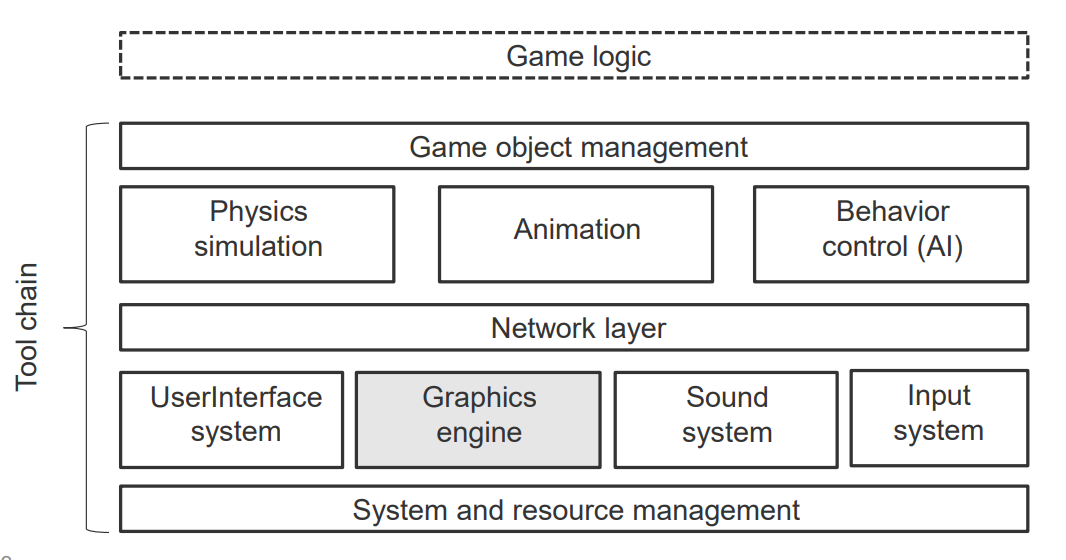 Game logic
Game object management
Physics
simulation
Animation
Behavior
control (AI)
Tool chain
Network layer
UserInterface
system
Graphics
engine
Sound
system
Input
system
System and resource management